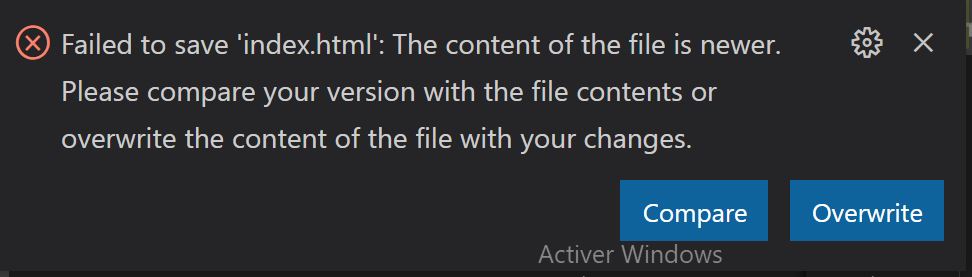 Failed to save 'index.html': The content of the file is newer.
Please compare your version with the file contents or
overwrite the content of the file with your changes.
Compare
Overwrite
Activer Windows